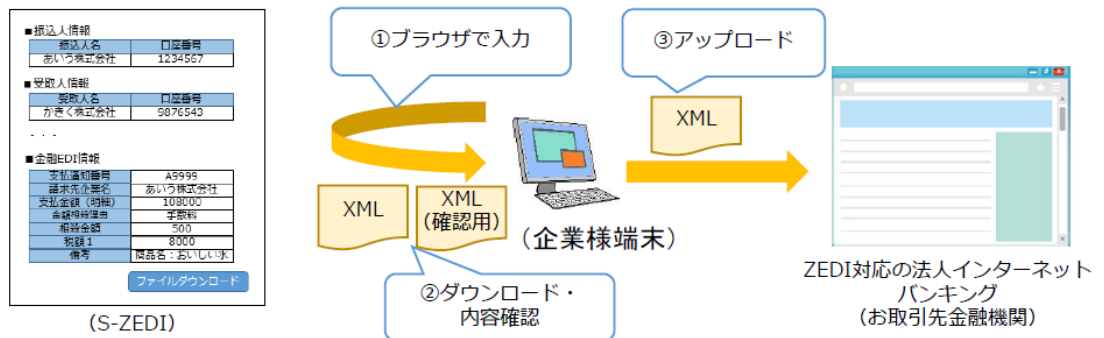 ■振込人情報
振込人名 口座番号
あいう株式会社 1234567
■受取人情報
受取人名 口座番号
かきく株式会社 9876543
・・・
■金融EDI情報
支払通知番号 A9999
請求先企業名 あいう株式会社
支払金額（明細） 108000
金額相殺理由 手数料
相殺金額 500
税額1 8000
備考 商品名：おいしい水
ファイルダウンロード
（S-ZEDI）
①ブラウザで入力
XML
XML
（確認用）
②ダウンロード・
内容確認
（企業様端末）
③アップロード
XML
ZEDI対応の法人インターネット
バンキング
（お取引先金融機関）